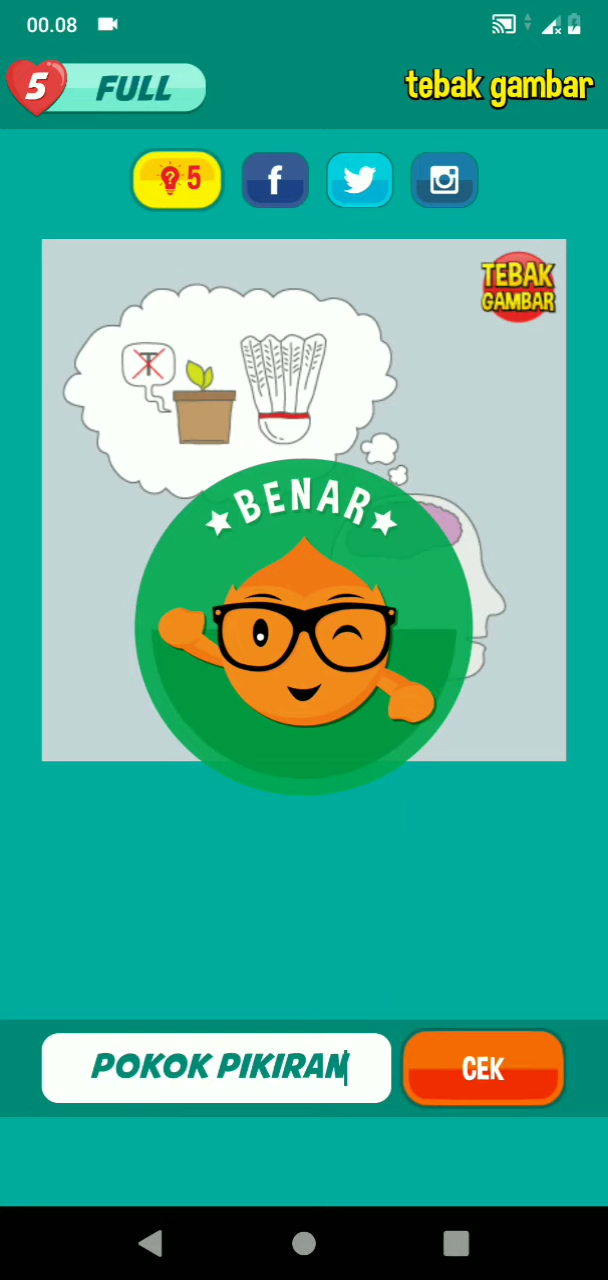 00.08
5 FULL
tebak gambar
5 f
TEBAK
GAMBAR
T
BENAR
POKOK PIKIRAN CEK